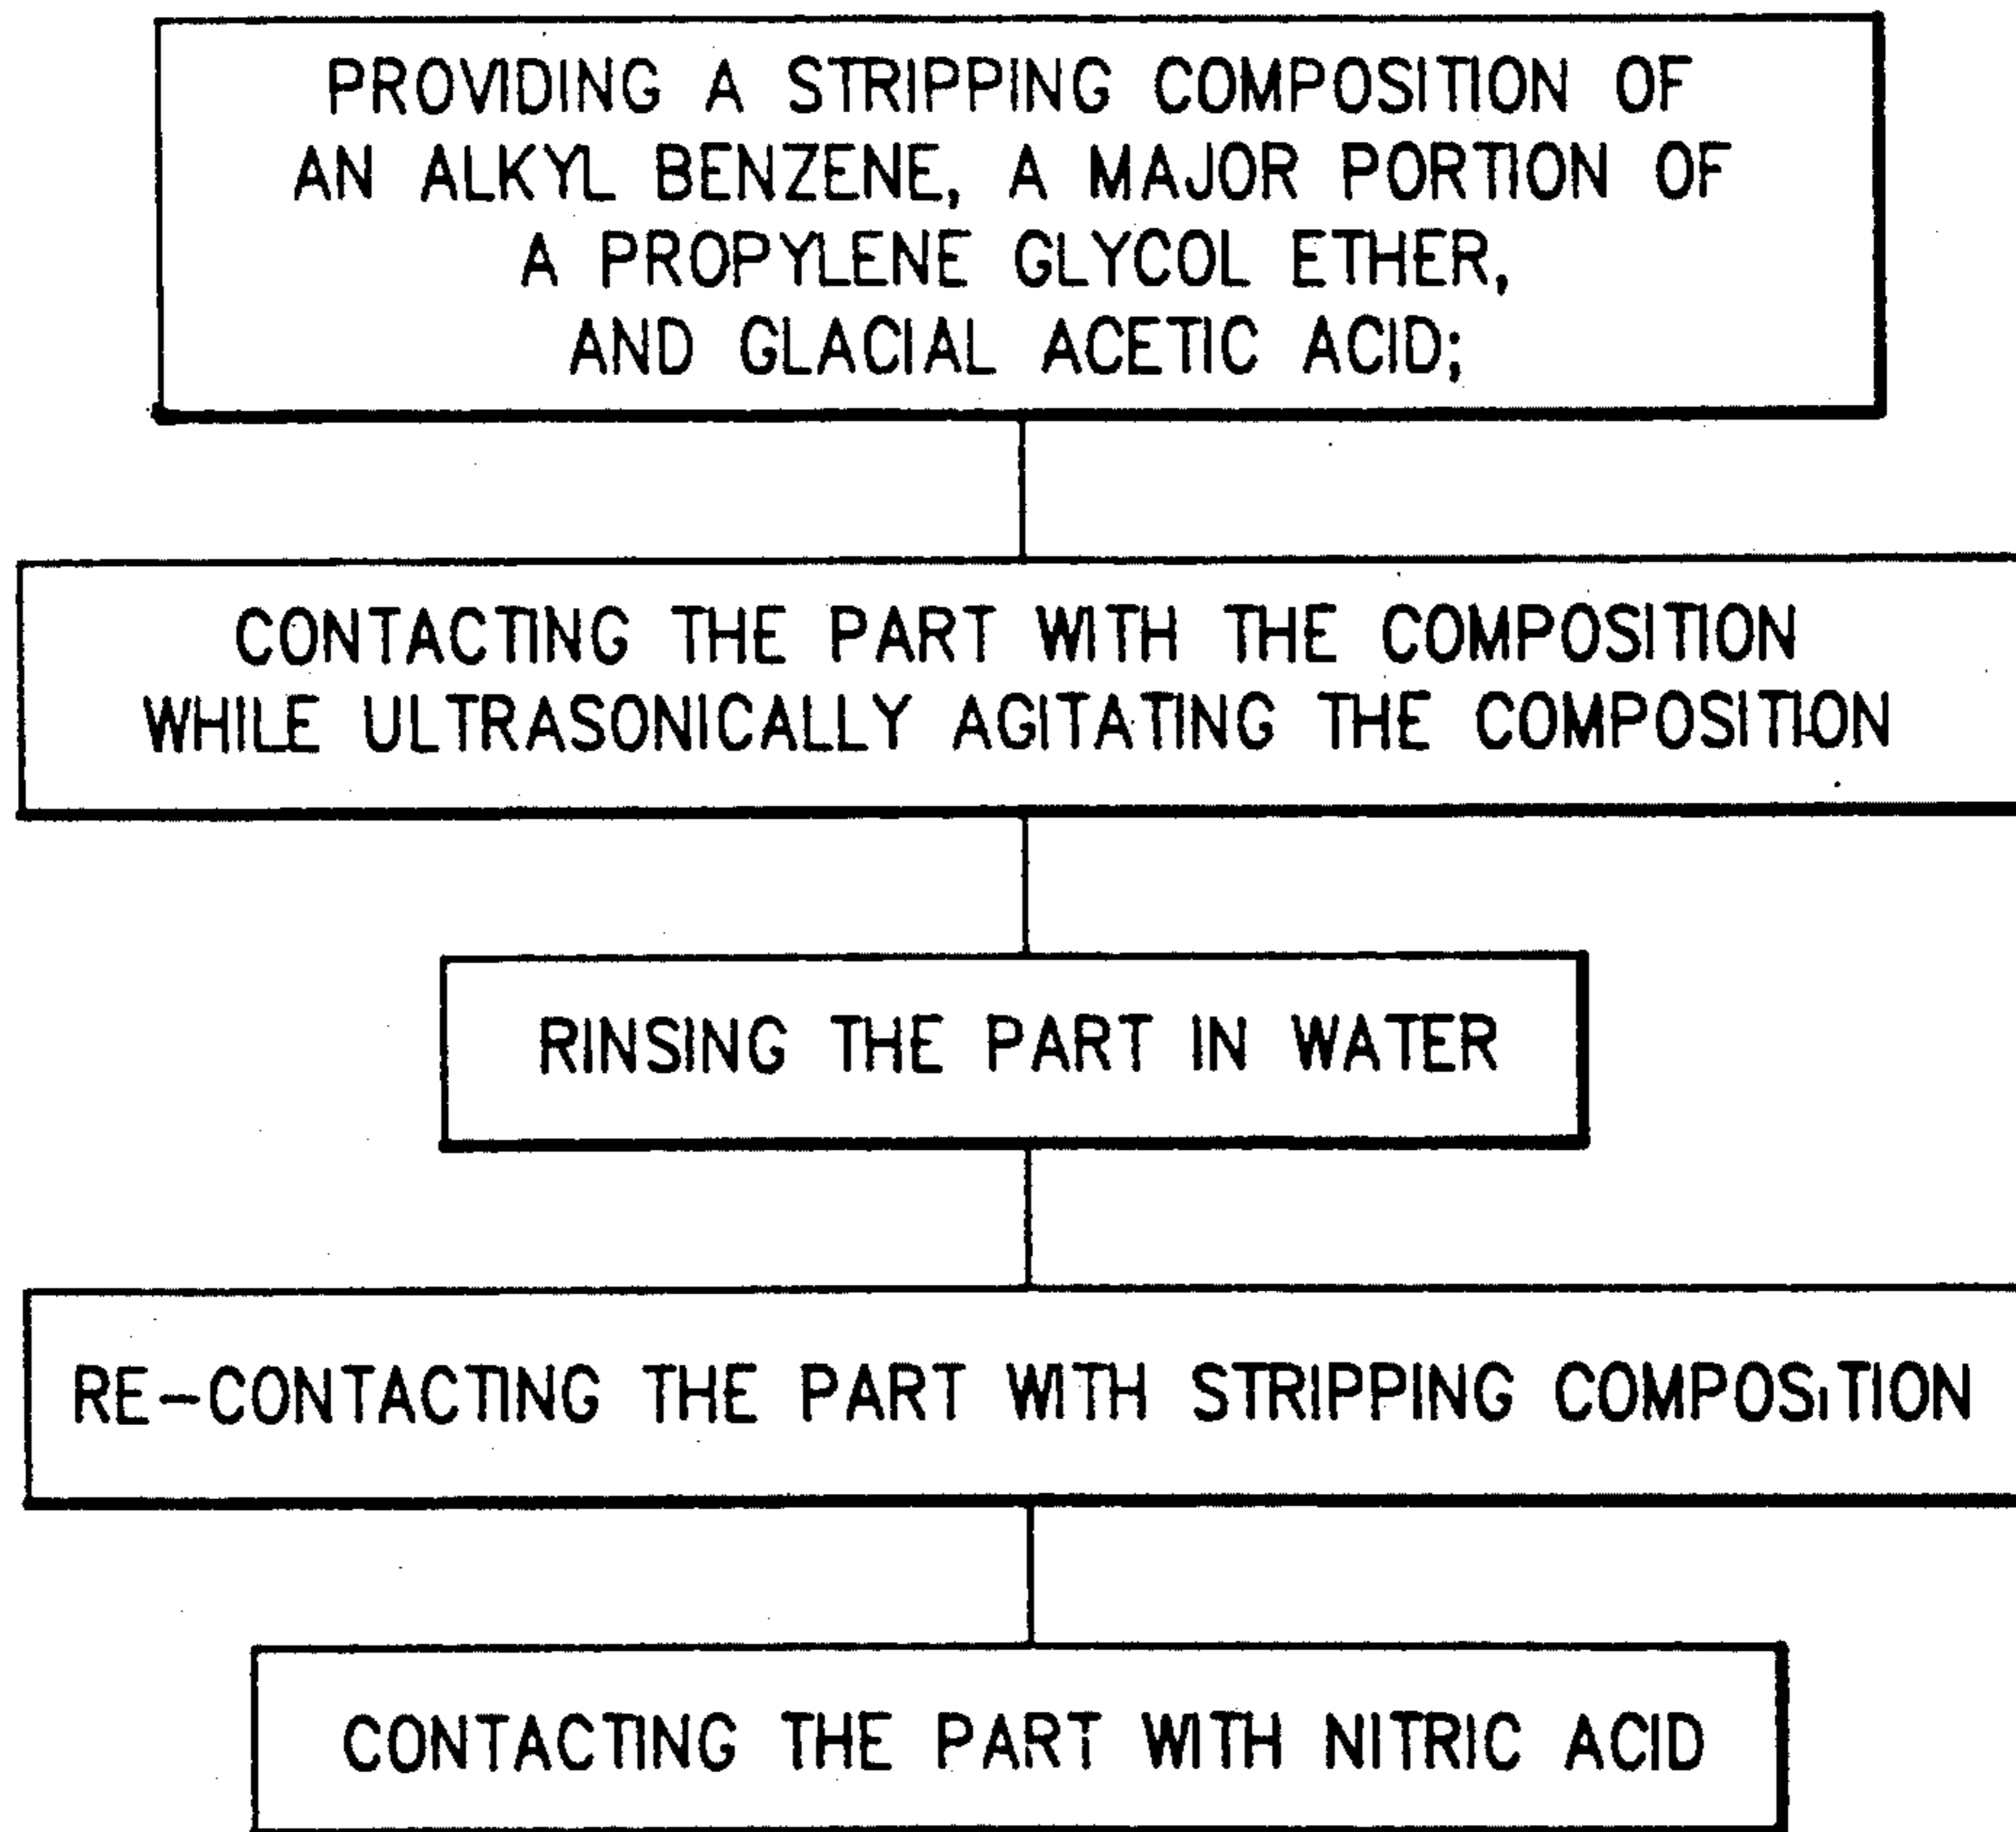 PROVIDING A STRIPPING COMPOSITION OF
AN ALKYL BENZENE, A MAJOR PORTION OF
A PROPYLENE GLYCOL ETHER,
AND GLACIAL ACETIC ACID;
CONTACTING THE PART WITH THE COMPOSITION
WHILE ULTRASONICALLY AGITATING THE COMPOSITION
RINSING THE PART IN WATER
RE-CONTACTING THE PART WITH STRIPPING COMPOSITION
CONTACTING THE PART WITH NITRIC ACID